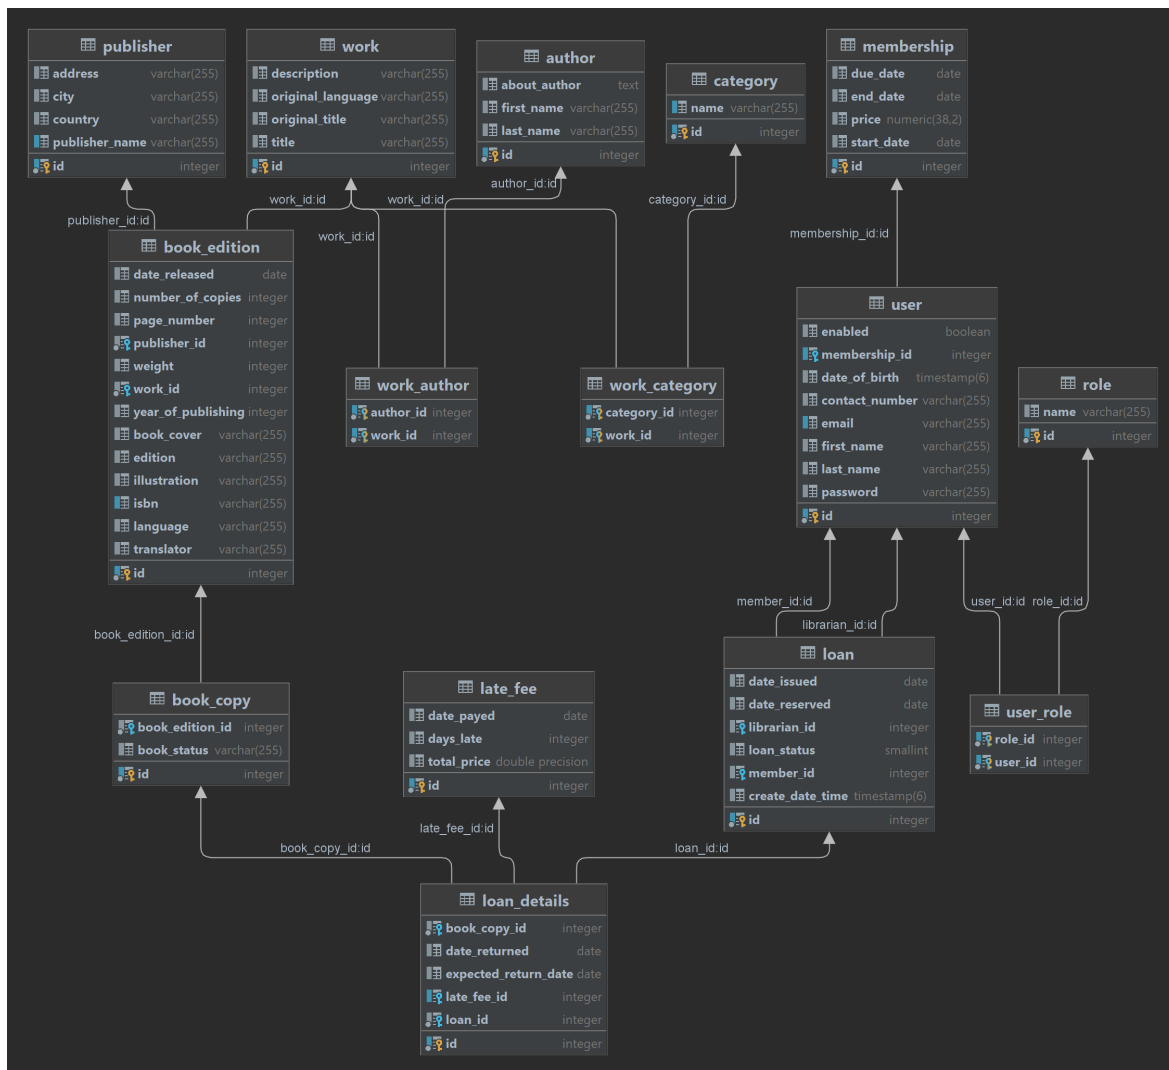 publisher
address varchar(255)
city varchar(255)
country varchar(255)
publisher_name varchar(255)
id integer
work
description varchar(255)
original_language varchar(255)
original_title varchar(255)
title varchar(255)
id integer
author
about_author text
first_name varchar(255)
last_name varchar(255)
id integer
category
name varchar(255)
id integer
membership
due_date date
end_date date
price numeric(38,2)
start_date date
id integer
publisher_id:id
work_id:id
work_id:id
work_id:id
author_id:id
category_id:id
membership_id:id
book_edition
date_released date
number_of_copies integer
page_number integer
publisher_id integer
weight integer
work_id integer
year_of_publishing integer
book_cover varchar(255)
edition varchar(255)
illustration varchar(255)
isbn varchar(255)
language varchar(255)
translator varchar(255)
id integer
work_author
author_id integer
work_id integer
work_category
category_id integer
work_id integer
user
enabled boolean
membership_id integer
date_of_birth timestamp(6)
contact_number varchar(255)
email varchar(255)
first_name varchar(255)
last_name varchar(255)
password varchar(255)
id integer
role
name varchar(255)
id integer
book_edition_id:id
member_id:id
librarian_id:id
user_id:id
role_id:id
book_copy
book_edition_id integer
book_status varchar(255)
id integer
late_fee
date_payed date
days_late integer
total_price double precision
id integer
loan
date_issued date
date_reserved date
librarian_id integer
loan_status smallint
member_id integer
create_date_time timestamp(6)
id integer
user_role
role_id integer
user_id integer
book_copy_id:id
late_fee_id:id
loan_id:id
loan_details
book_copy_id integer
date_returned date
expected_return_date date
late_fee_id integer
loan_id integer
id integer